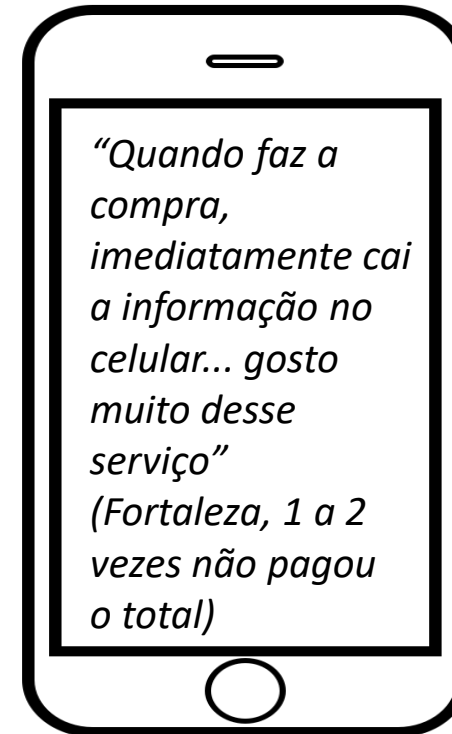 “Quando faz a
compra,
imediatamente cai
a informação no
celular... gosto
muito desse
serviço”
(Fortaleza, 1 a 2
vezes não pagou
o total)